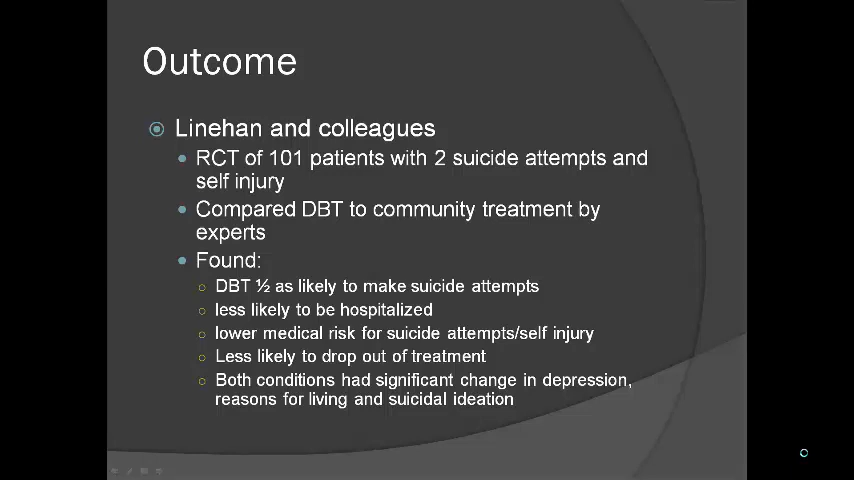 Outcome
Linehan and colleagues
RCT of 101 patients with 2 suicide attempts and
self injury
Compared DBT to community treatment by
experts
Found:
DBT ½ as likely to make suicide attempts
less likely to be hospitalized
lower medical risk for suicide attempts/self injury
Less likely to drop out of treatment
Both conditions had significant change in depression,
reasons for living and suicidal ideation